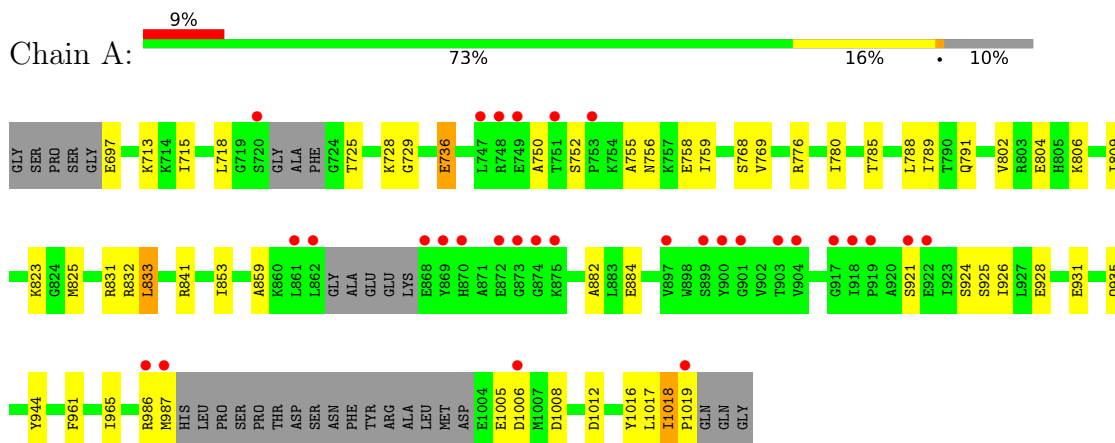 9%
Chain A:
73% 16% • 10%
GLY SER PRO SER GLY E697 K713 K714 I715 L718 G719 S720 GLY ALA PHE G724 T725 K728 G729 E736 L747 R748 E749 A750 T751 S752 P753 K754 A755 N756 K757 E758 I759 S768 V769 R776 I780 T785 L788 I789 T790 Q791 V802 R803 E804 H805 K806 I809
K823 G824 M825 R831 R832 L833 R841 I853 A859 K860 L861 L862 GLY ALA GLU GLU LYS E868 Y869 H870 A871 E872 G873 G874 K875 A882 L883 E884 V897 W898 S899 Y900 G901 V902 T903 V904 G917 I918 P919 A920 S921 E922 I923 S924 S925 I926 L927 E928 E931 Q935
Y944 F961 I965 R986 M987 HIS LEU PRO SER PRO THR ASP SER ASN PHE TYR ARG ALA LEU MET ASP E1004 E1005 D1006 M1007 D1008 D1012 Y1016 L1017 I1018 P1019 GLN GLN GLY